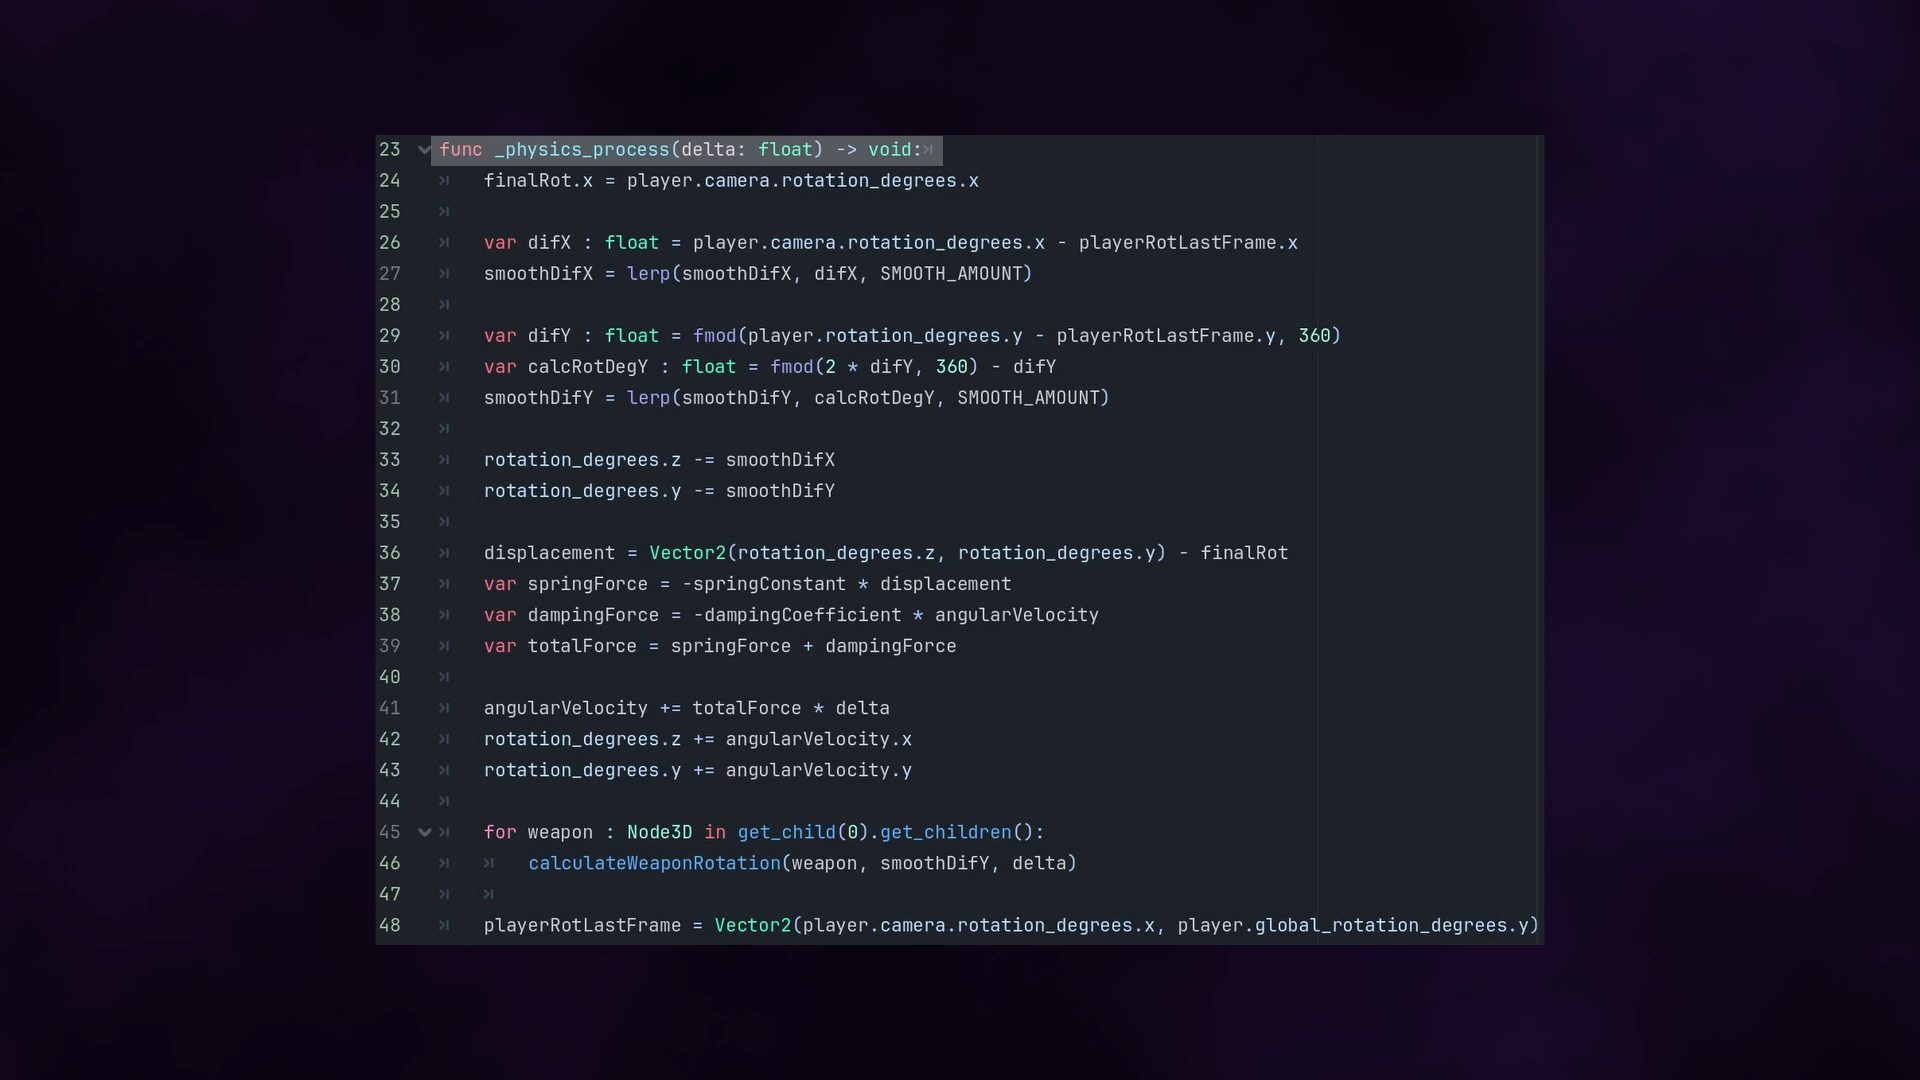 23 func _physics_process(delta: float) -> void:
24 finalRot.x = player.camera.rotation_degrees.x
25
26 var difX : float = player.camera.rotation_degrees.x - playerRotLastFrame.x
27 smoothDifX = lerp(smoothDifX, difX, SMOOTH_AMOUNT)
28
29 var difY : float = fmod(player.rotation_degrees.y - playerRotLastFrame.y, 360)
30 var calcRotDegY : float = fmod(2 * difY, 360) - difY
31 smoothDifY = lerp(smoothDifY, calcRotDegY, SMOOTH_AMOUNT)
32
33 rotation_degrees.z -= smoothDifX
34 rotation_degrees.y -= smoothDifY
35
36 displacement = Vector2(rotation_degrees.z, rotation_degrees.y) - finalRot
37 var springForce = -springConstant * displacement
38 var dampingForce = -dampingCoefficient * angularVelocity
39 var totalForce = springForce + dampingForce
40
41 angularVelocity += totalForce * delta
42 rotation_degrees.z += angularVelocity.x
43 rotation_degrees.y += angularVelocity.y
44
45 for weapon : Node3D in get_child(0).get_children():
46 calculateWeaponRotation(weapon, smoothDifY, delta)
47
48 playerRotLastFrame = Vector2(player.camera.rotation_degrees.x, player.global_rotation_degrees.y)